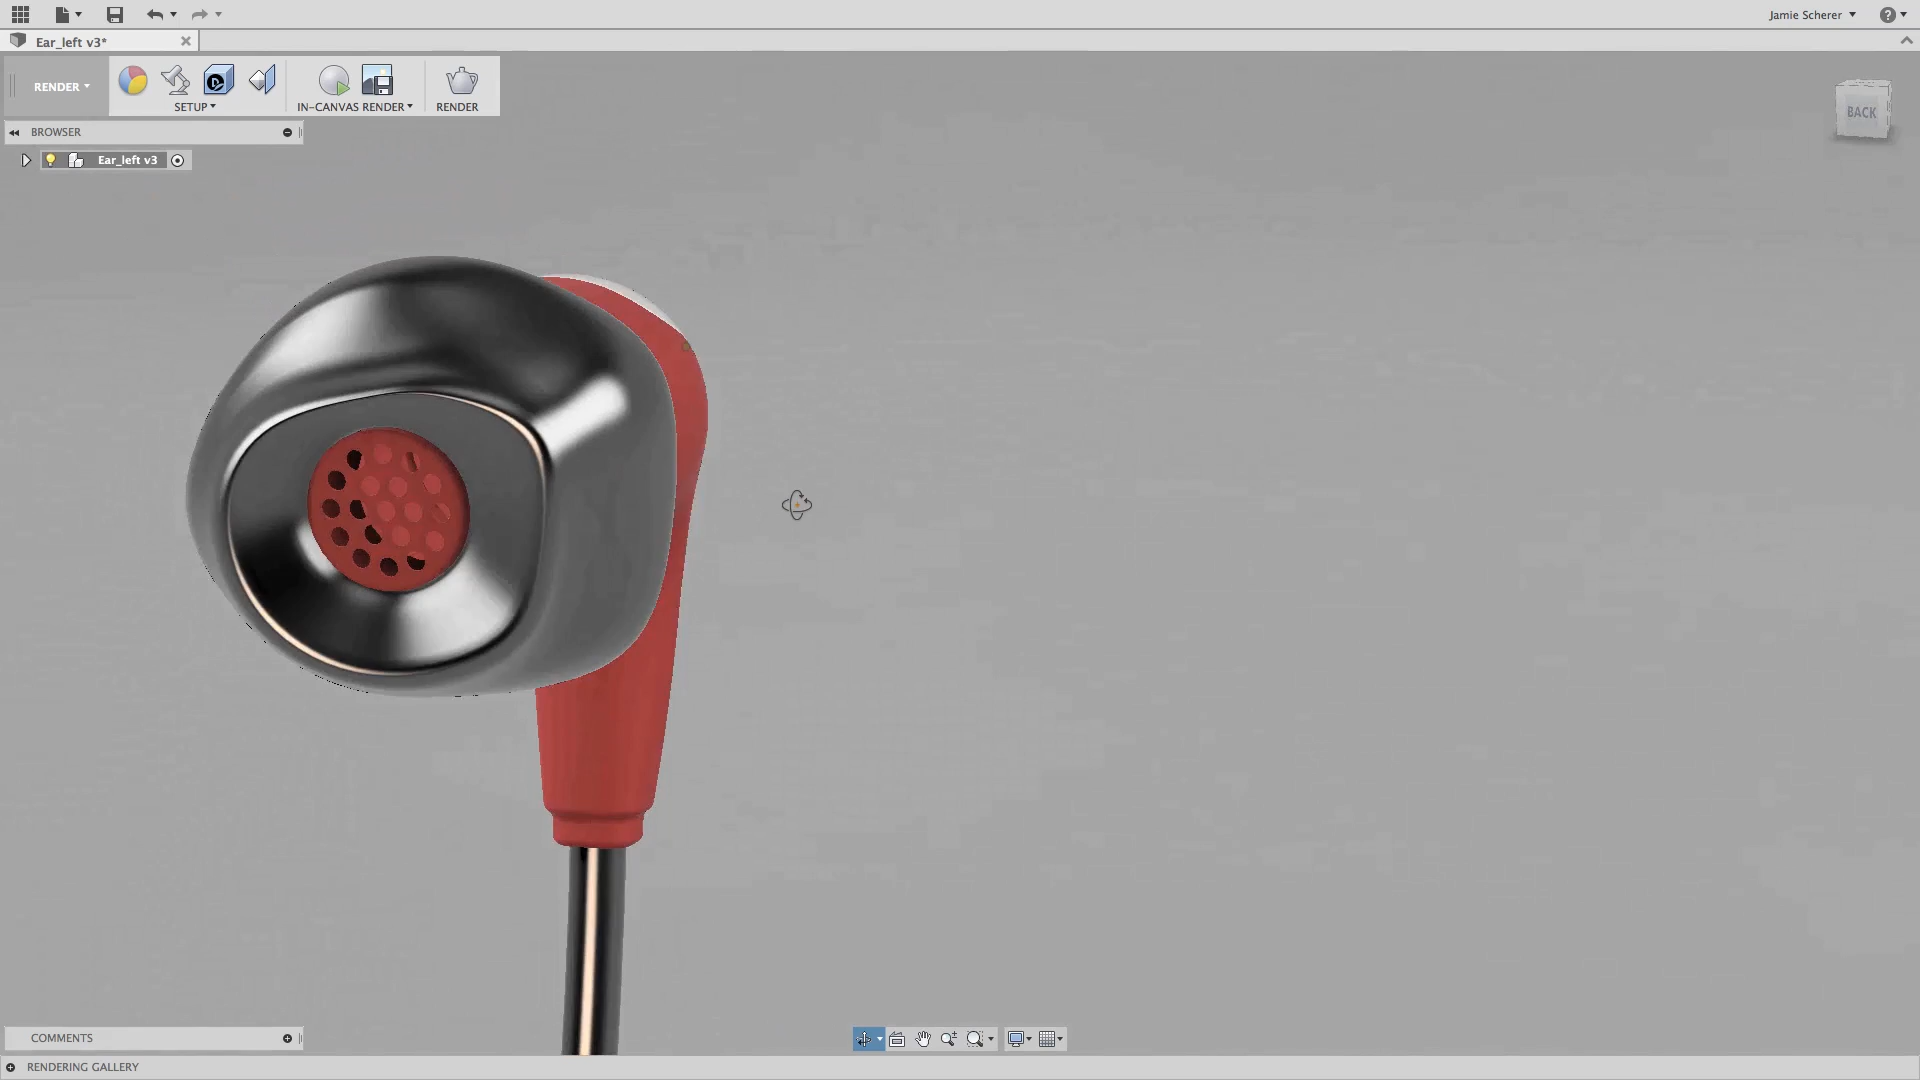 Jamie Scherer
Ear_left v3*
RENDER
SETUP
IN-CANVAS RENDER
RENDER
BROWSER
Ear_left v3
BACK
COMMENTS
RENDERING GALLERY